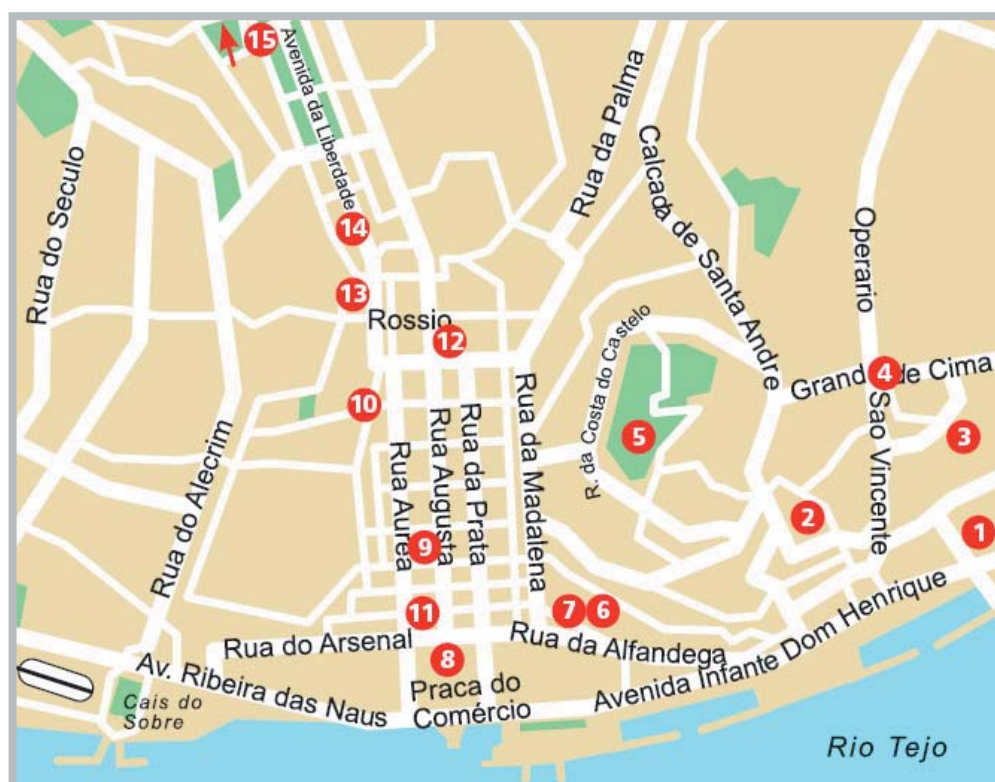 15
Avenida da Liberdade
Rua da Palma
Calcada de Santa Andre
Rua do Seculo
Operario
14
13
Rossio
12
R. da Costa do Castelo
4
Grand de Cima
10
5
3
Rua do Alecrim
Rua Aurea
Rua Augusta
Rua da Prata
Rua da Madalena
Sao Vincente
2
1
9
11
7
6
Rua do Arsenal
Rua da Alfandega
Avenida Infante Dom Henrique
8
Av. Ribeira das Naus
Praca do
Comércio
Cais do
Sobre
Rio Tejo